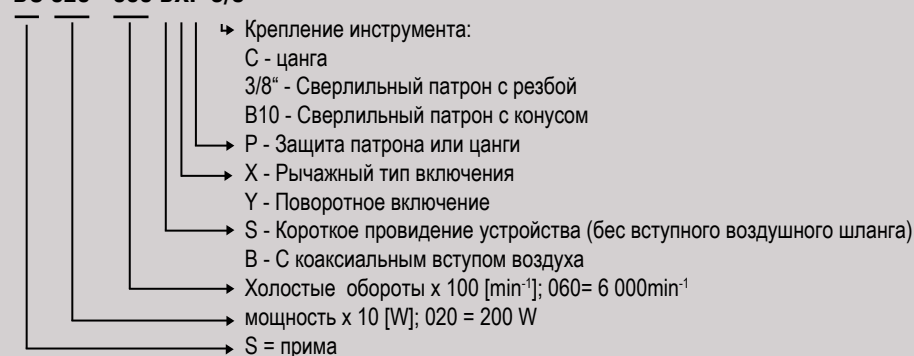 Крепление инструмента:
C - цанга
3/8“ - Сверлильный патрон с резбой
B10 - Сверлильный патрон с конусом
P - Защита патрона или цанги
X - Рычажный тип включения
Y - Поворотное включение
S - Короткое провидение устройства (бес вступного воздушного шланга)
B - С коаксиальным вступом воздуха
Холостые обороты x 100 [min⁻¹]; 060= 6 000min⁻¹
мощность x 10 [W]; 020 = 200 W
S = прима